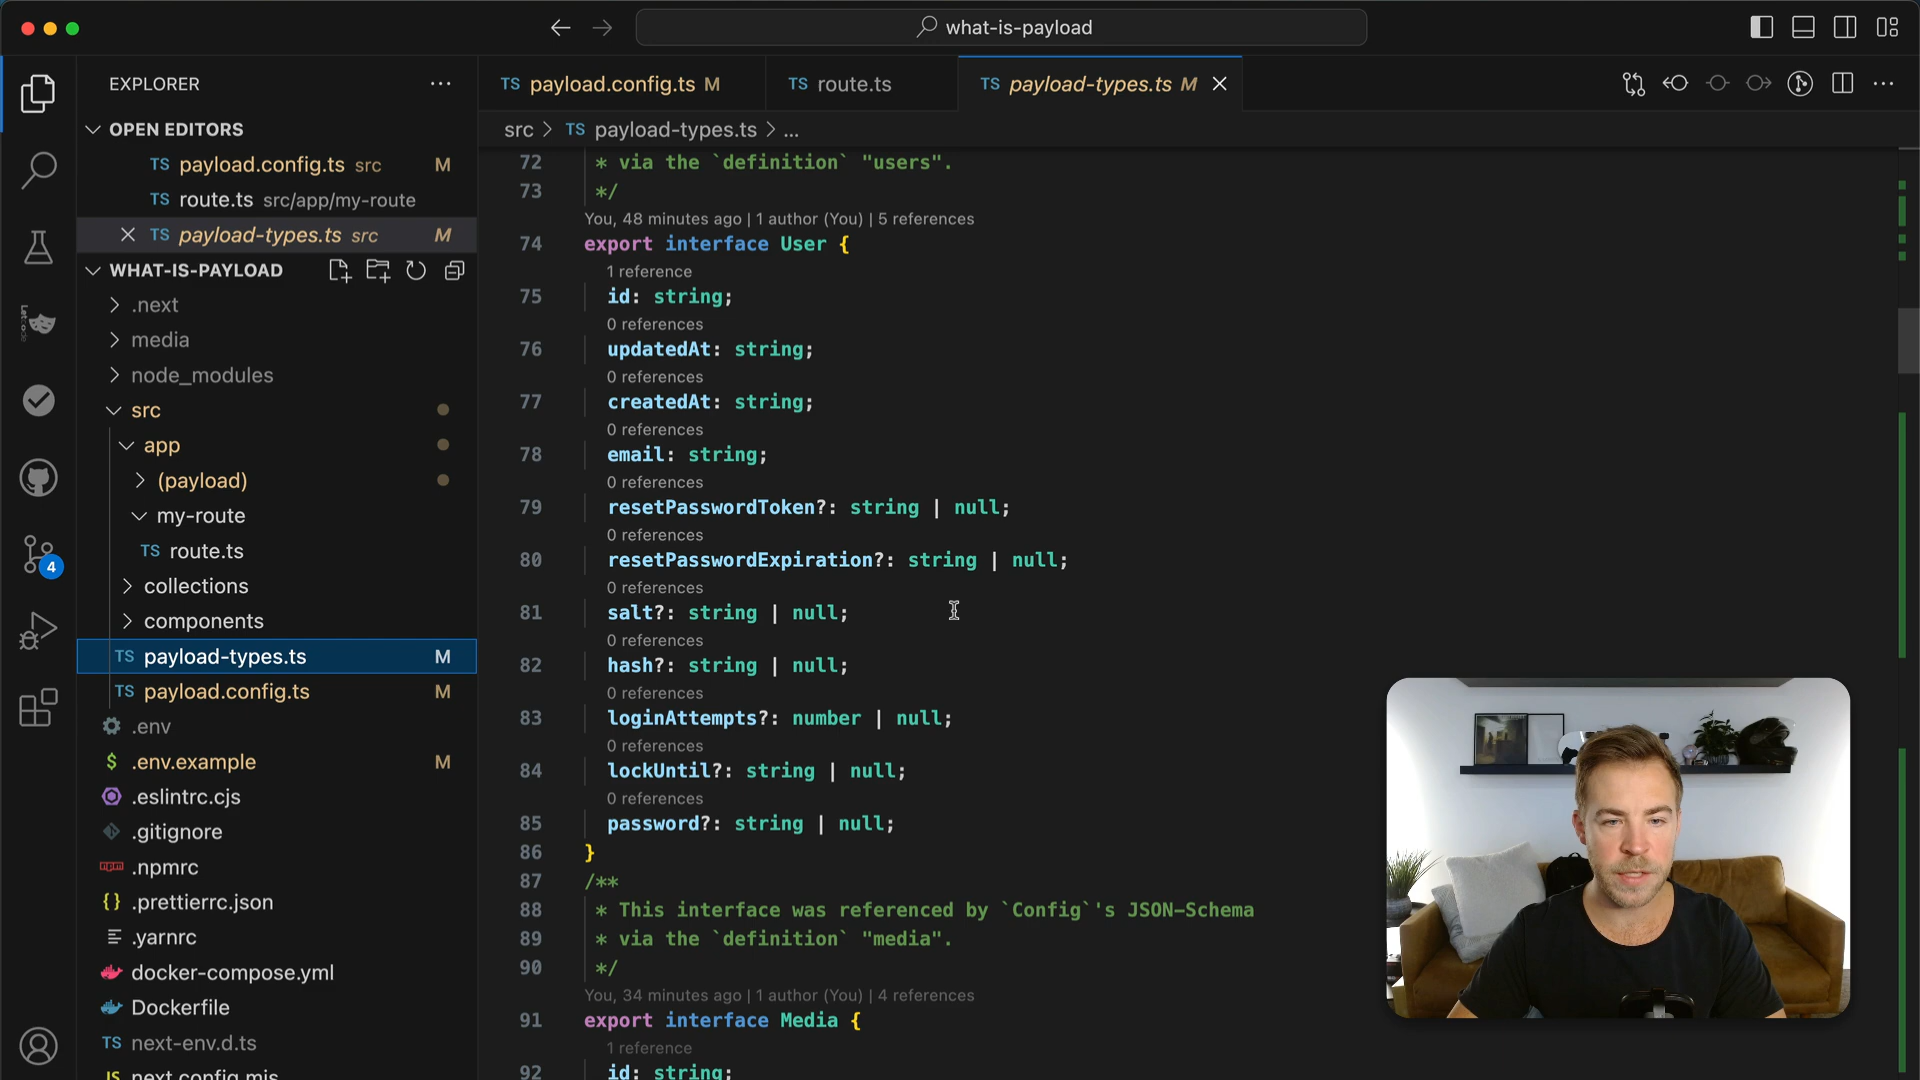 what-is-payload
EXPLORER
OPEN EDITORS
TS payload.config.ts src M
TS route.ts src/app/my-route
TS payload-types.ts src M
WHAT-IS-PAYLOAD
.next
media
node_modules
src
app
(payload)
my-route
TS route.ts
collections
components
TS payload-types.ts M
TS payload.config.ts M
.env
$ .env.example M
.eslintrc.cjs
.gitignore
npm .npmrc
{} .prettierrc.json
.yarnrc
docker-compose.yml
Dockerfile
TS next-env.d.ts
JS next.config.mjs
4
TS payload.config.ts M
TS route.ts
TS payload-types.ts M
src > TS payload-types.ts > ...
72 * via the `definition` "users".
73 */
You, 48 minutes ago | 1 author (You) | 5 references
74 export interface User {
1 reference
75 id: string;
0 references
76 updatedAt: string;
0 references
77 createdAt: string;
0 references
78 email: string;
0 references
79 resetPasswordToken?: string | null;
0 references
80 resetPasswordExpiration?: string | null;
0 references
81 salt?: string | null;
0 references
82 hash?: string | null;
0 references
83 loginAttempts?: number | null;
0 references
84 lockUntil?: string | null;
0 references
85 password?: string | null;
86 }
87 /**
88 * This interface was referenced by `Config`'s JSON-Schema
89 * via the `definition` "media".
90 */
You, 34 minutes ago | 1 author (You) | 4 references
91 export interface Media {
1 reference
92 id: string;